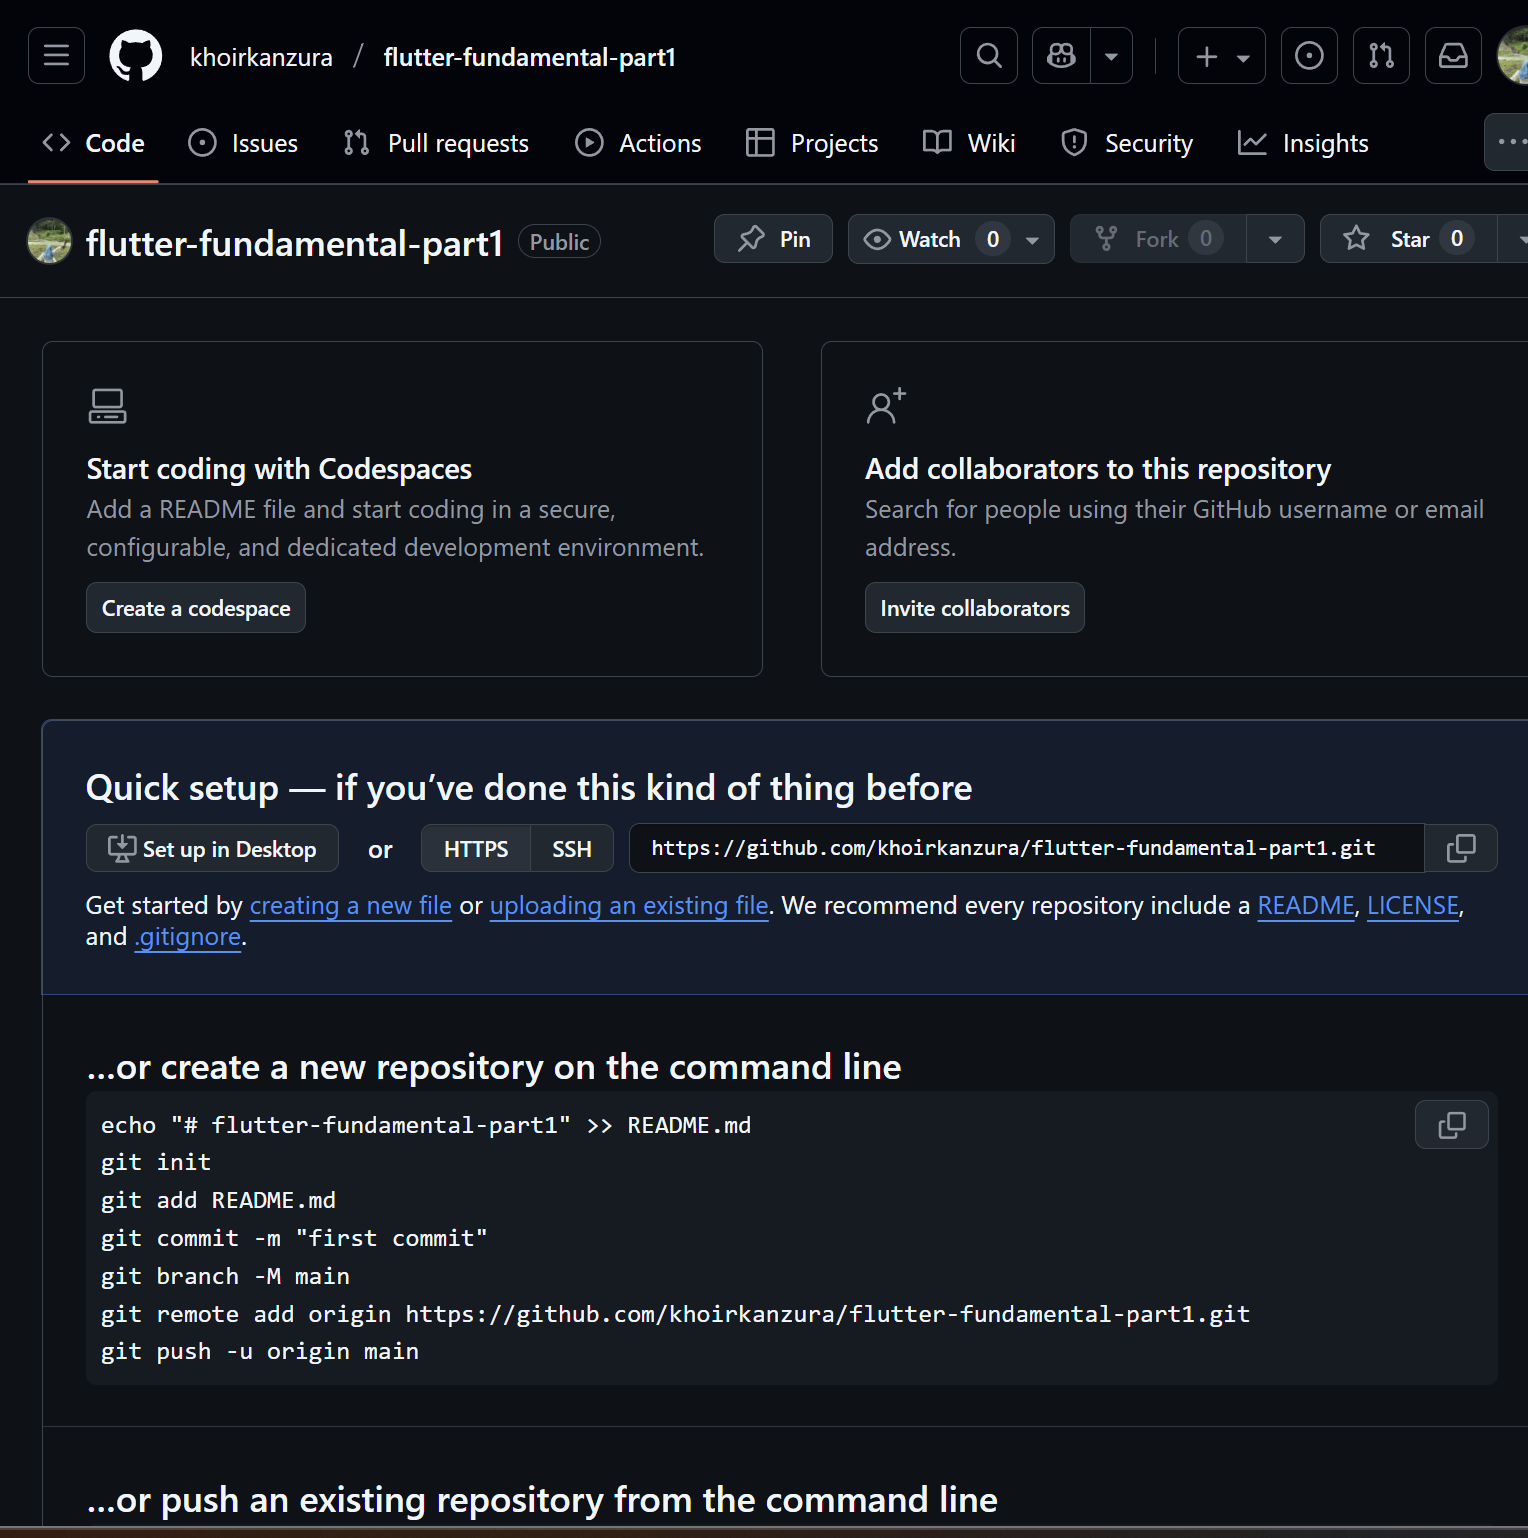 khoirkanzura / flutter-fundamental-part1
Code Issues Pull requests Actions Projects Wiki Security Insights
flutter-fundamental-part1 Public Pin Watch 0 Fork 0 Star 0
Start coding with Codespaces
Add a README file and start coding in a secure,
configurable, and dedicated development environment.
Create a codespace
Add collaborators to this repository
Search for people using their GitHub username or email
address.
Invite collaborators
Quick setup — if you’ve done this kind of thing before
Set up in Desktop or HTTPS SSH https://github.com/khoirkanzura/flutter-fundamental-part1.git
Get started by creating a new file or uploading an existing file. We recommend every repository include a README, LICENSE,
and .gitignore.
…or create a new repository on the command line
echo "# flutter-fundamental-part1" >> README.md
git init
git add README.md
git commit -m "first commit"
git branch -M main
git remote add origin https://github.com/khoirkanzura/flutter-fundamental-part1.git
git push -u origin main
…or push an existing repository from the command line